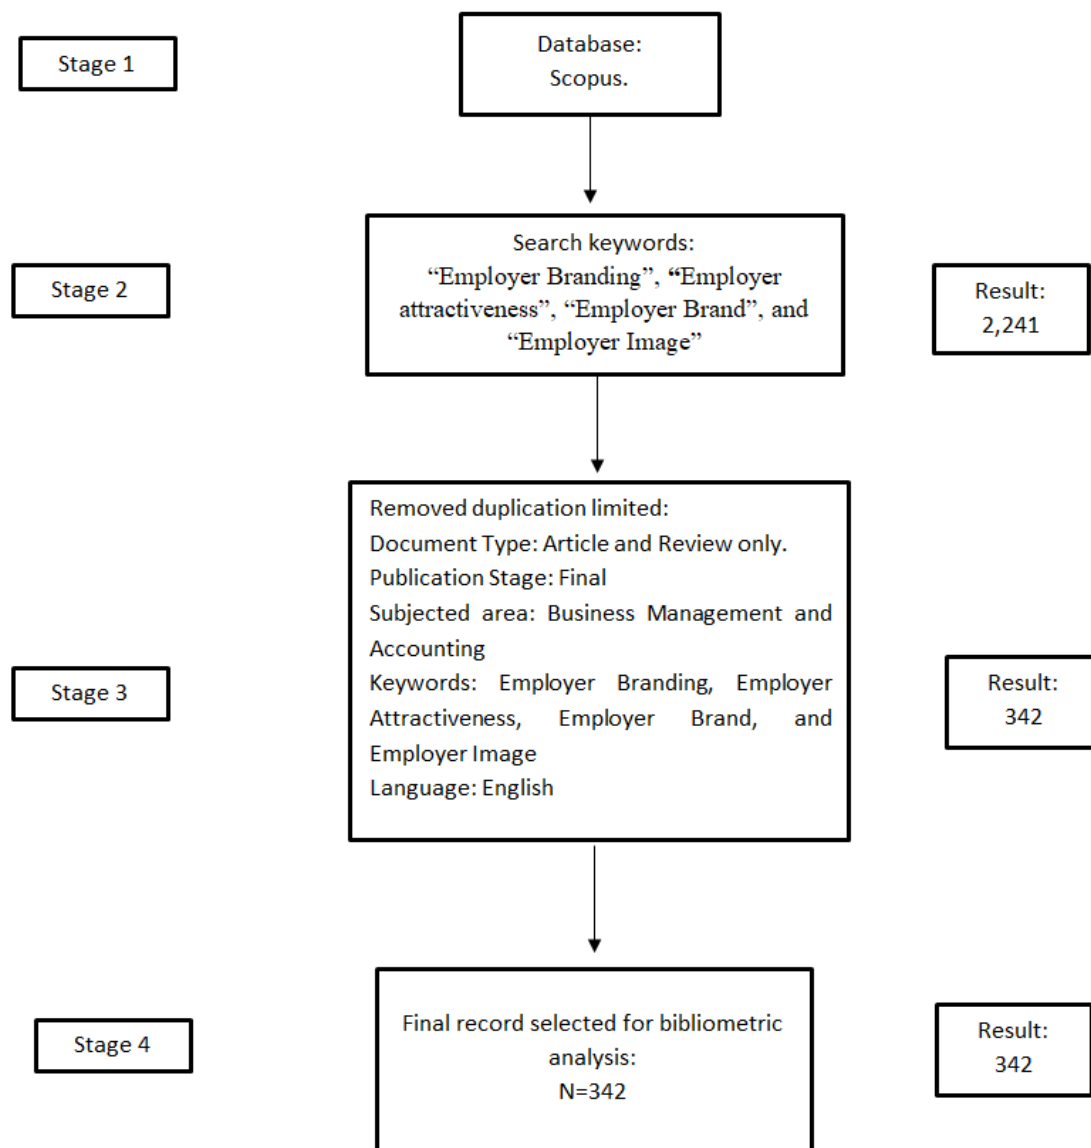 Stage 1
Database:
Scopus.
Stage 2
Search keywords:
“Employer Branding”, “Employer
attractiveness”, “Employer Brand”, and
“Employer Image”
Result:
2,241
Stage 3
Removed duplication limited:
Document Type: Article and Review only.
Publication Stage: Final
Subjected area: Business Management and
Accounting
Keywords: Employer Branding, Employer
Attractiveness, Employer Brand, and
Employer Image
Language: English
Result:
342
Stage 4
Final record selected for bibliometric
analysis:
N=342
Result:
342